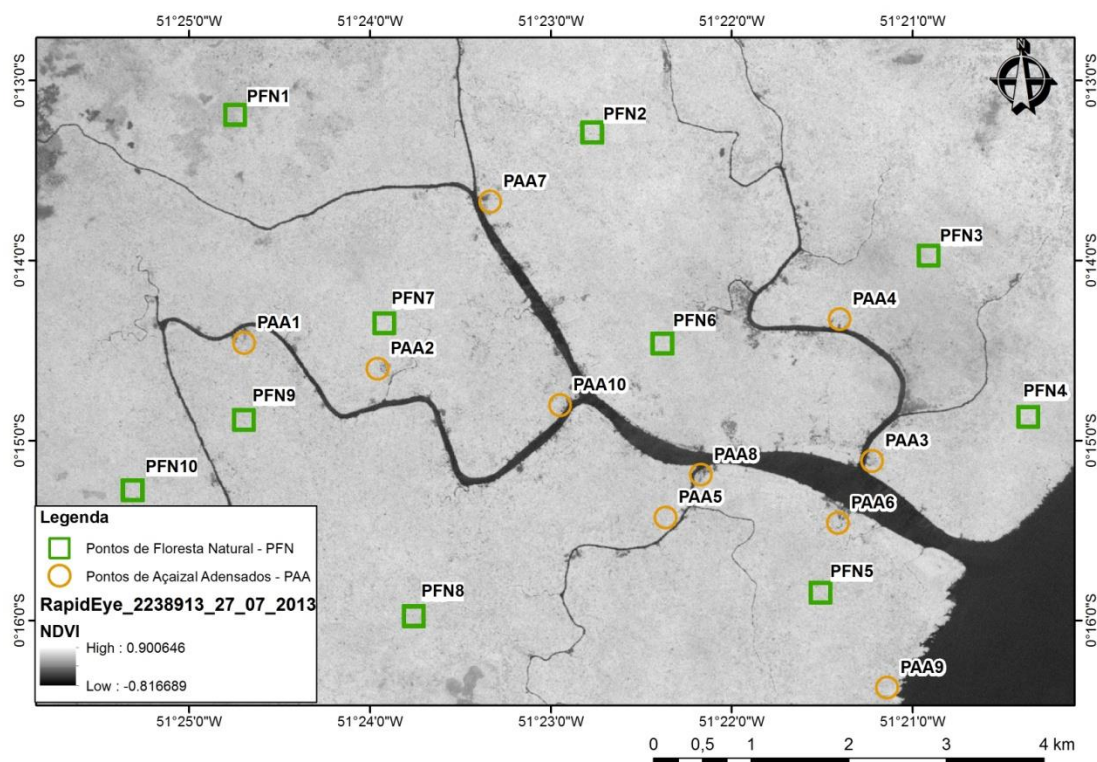 51°25'0"W 51°24'0"W 51°23'0"W 51°22'0"W 51°21'0"W
N
0°13'0"S
0°13'0"S
PFN1
PFN2
PAA7
PFN3
0°14'0"S
0°14'0"S
PAA4
PFN7
PAA1
PFN6
PAA2
PAA10
PFN9
PFN4
0°15'0"S
0°15'0"S
PAA3
PAA8
PFN10
PAA5
PAA6
Legenda
Pontos de Floresta Natural - PFN
Pontos de Açaizal Adensados - PAA
RapidEye_2238913_27_07_2013
NDVI
High : 0.900646
Low : -0.816689
PFN8
PFN5
0°16'0"S
0°16'0"S
PAA9
51°25'0"W 51°24'0"W 51°23'0"W 51°22'0"W 51°21'0"W
0 0,5 1 2 3 4 km